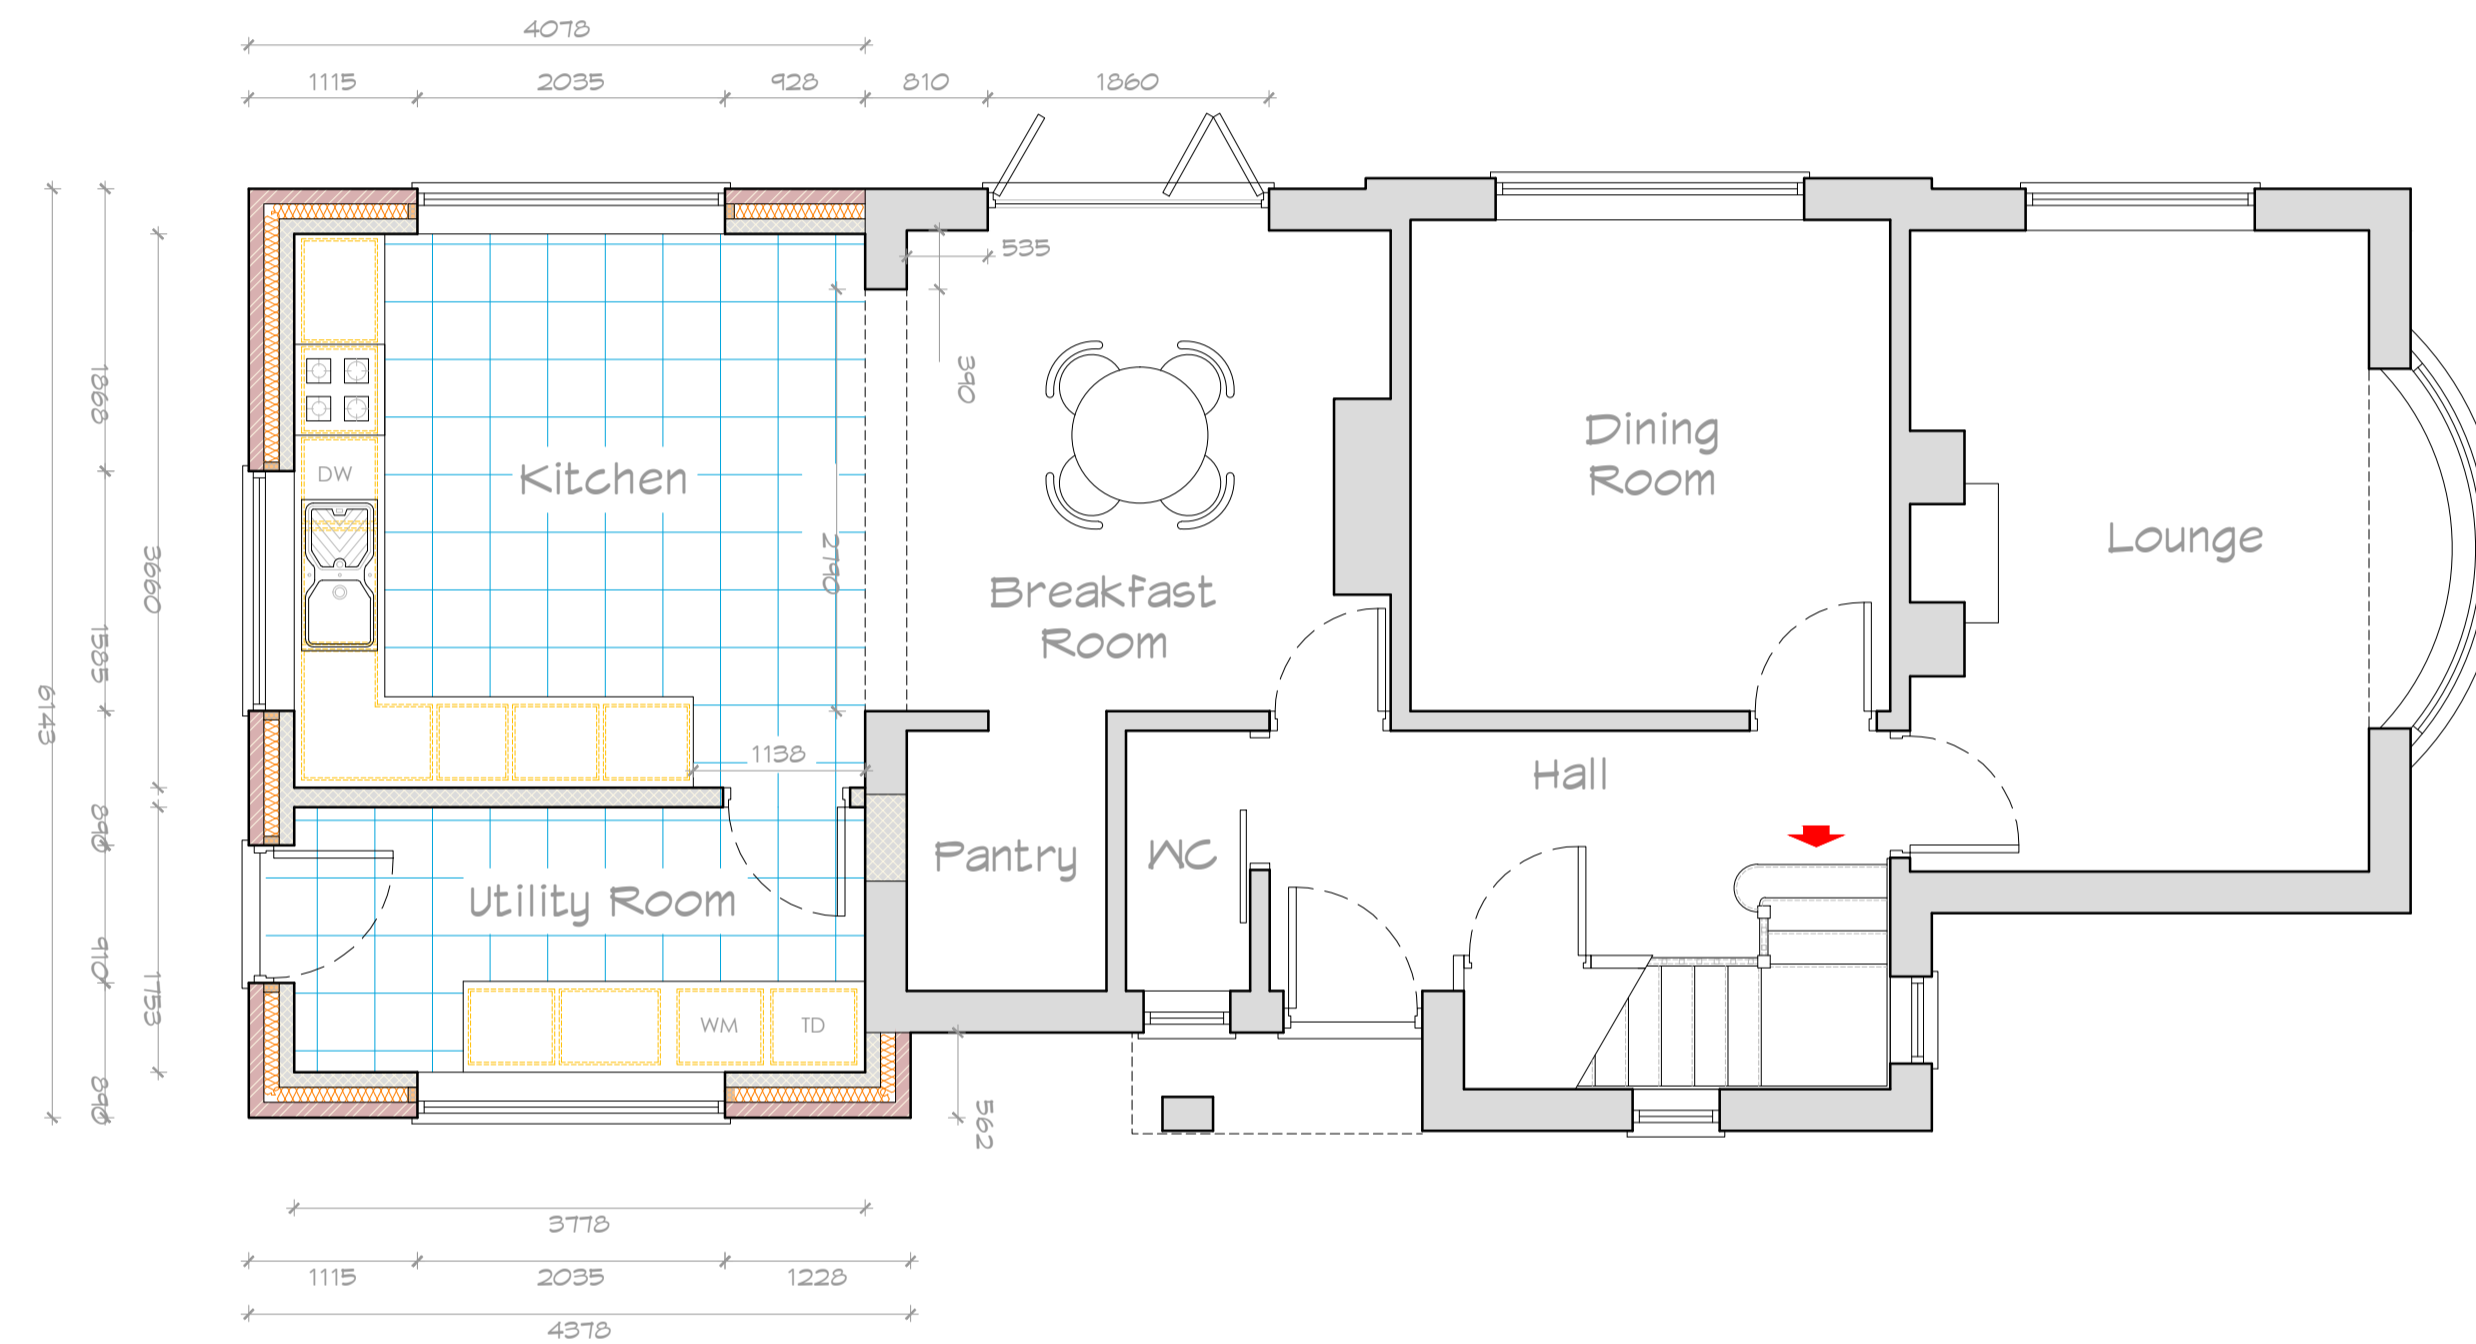 4078
1115 2035 928 810 1860
535
390
1868
DW
Kitchen
Dining
Room
Lounge
3660
2790
Breakfast
Room
1585
6143
1138
Hall
890
Pantry
WC
Utility Room
910
1753
WM TD
890
562
3778
1115 2035 1228
4378